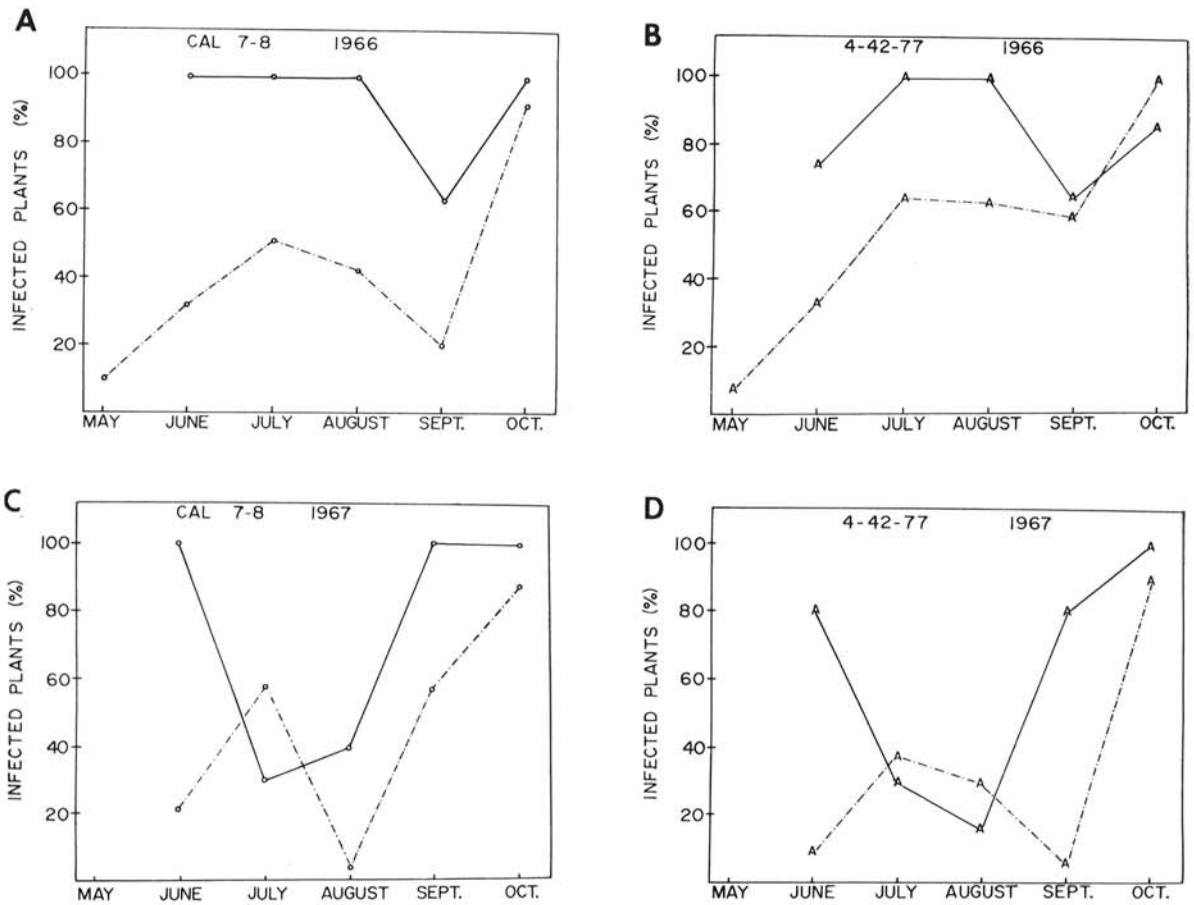 A
CAL 7-8 1966
INFECTED PLANTS (%)
100
80
60
40
20
MAY JUNE JULY AUGUST SEPT. OCT.
B
4-42-77 1966
INFECTED PLANTS (%)
100
80
60
40
20
MAY JUNE JULY AUGUST SEPT. OCT.
C
CAL 7-8 1967
INFECTED PLANTS (%)
100
80
60
40
20
MAY JUNE JULY AUGUST SEPT. OCT.
D
4-42-77 1967
INFECTED PLANTS (%)
100
80
60
40
20
MAY JUNE JULY AUGUST SEPT. OCT.